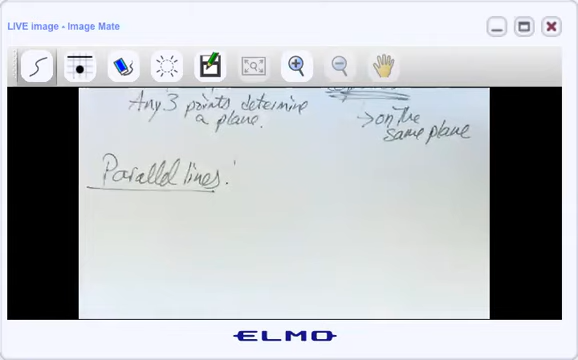 LIVE image - Image Mate
Any 3 points determine
a plane.
→ on the
same plane
Parallel lines:
ELMO